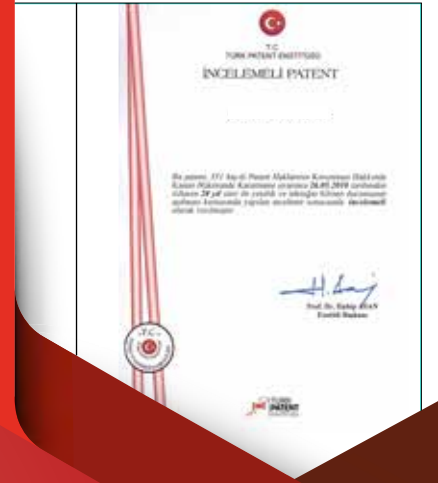 T.C.
TÜRK PATENT ENSTİTÜSÜ
İNCELEMELİ PATENT
Bu patent, 551 Sayılı Patent Haklarının Korunması Hakkında
Kanun Hükmünde Kararname uyarınca 26.05.2010 tarihinden
itibaren 20 yıl süre ile yenilik ve tekniğin bilinen durumunun
aşılması konusunda yapılan inceleme sonucunda incelemeli
olarak verilmiştir.
Prof. Dr. Habip ASAN
Enstitü Başkanı
T.C.
TÜRK
PATENT